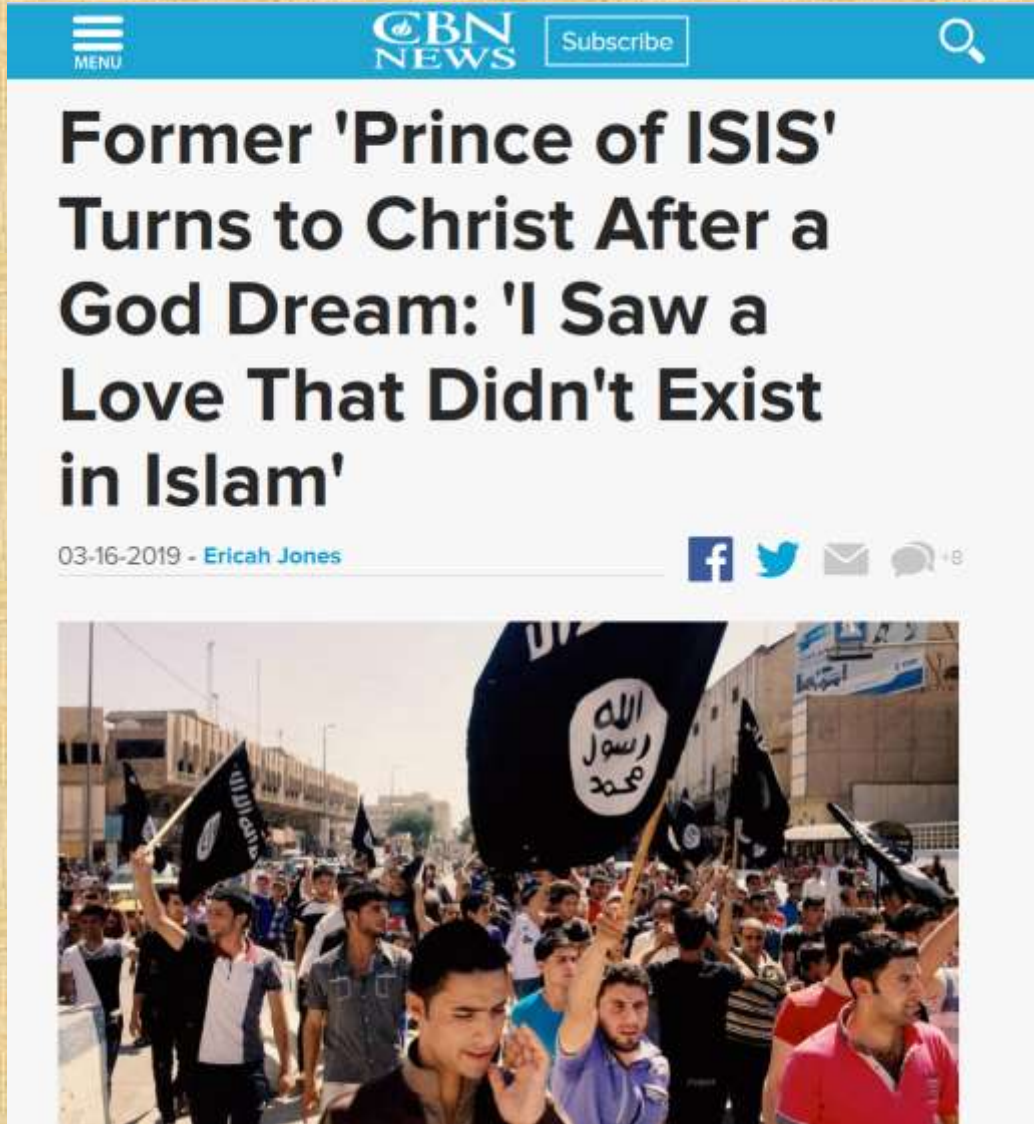 MENU
CBN
NEWS
Subscribe
Former 'Prince of ISIS'
Turns to Christ After a
God Dream: 'I Saw a
Love That Didn't Exist
in Islam'
03-16-2019 - Ericah Jones
+8
الله
رسول
محمد